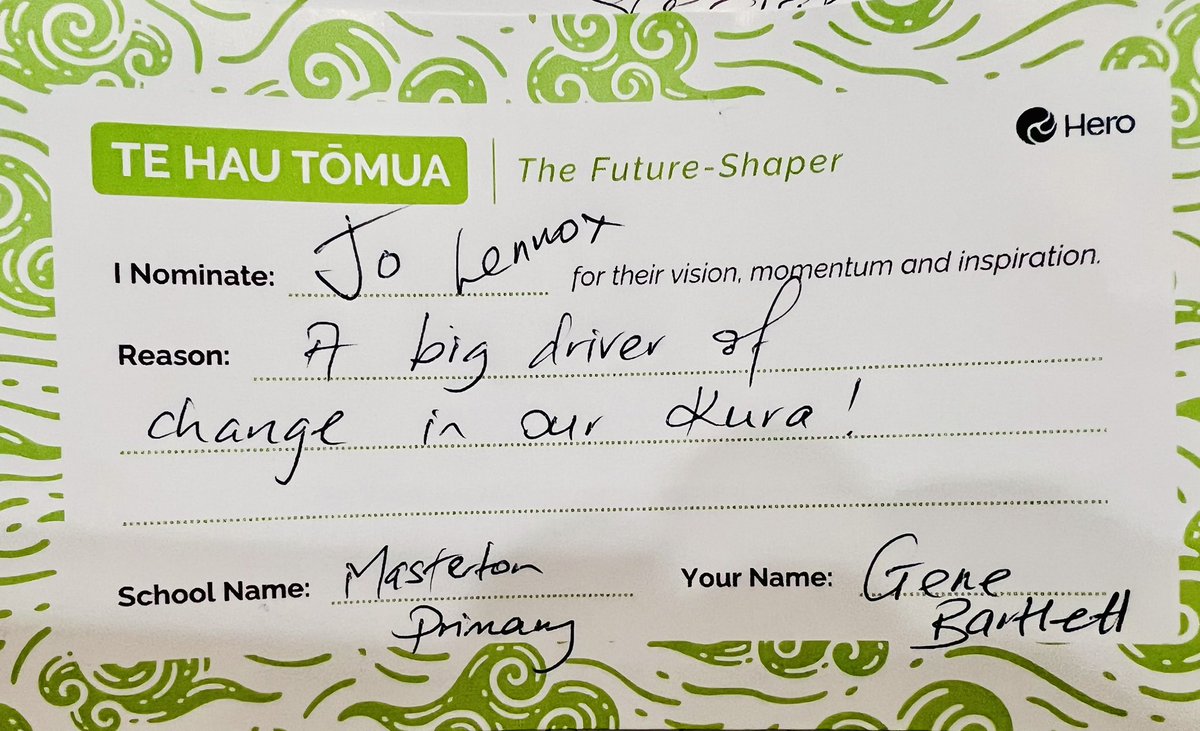 Hero
TE HAU TŌMUA The Future-Shaper
I Nominate: Jo Lennox for their vision, momentum and inspiration.
Reason: A big driver of
change in our Kura!
School Name: Masterton Your Name: Gene
Primary Bartlett